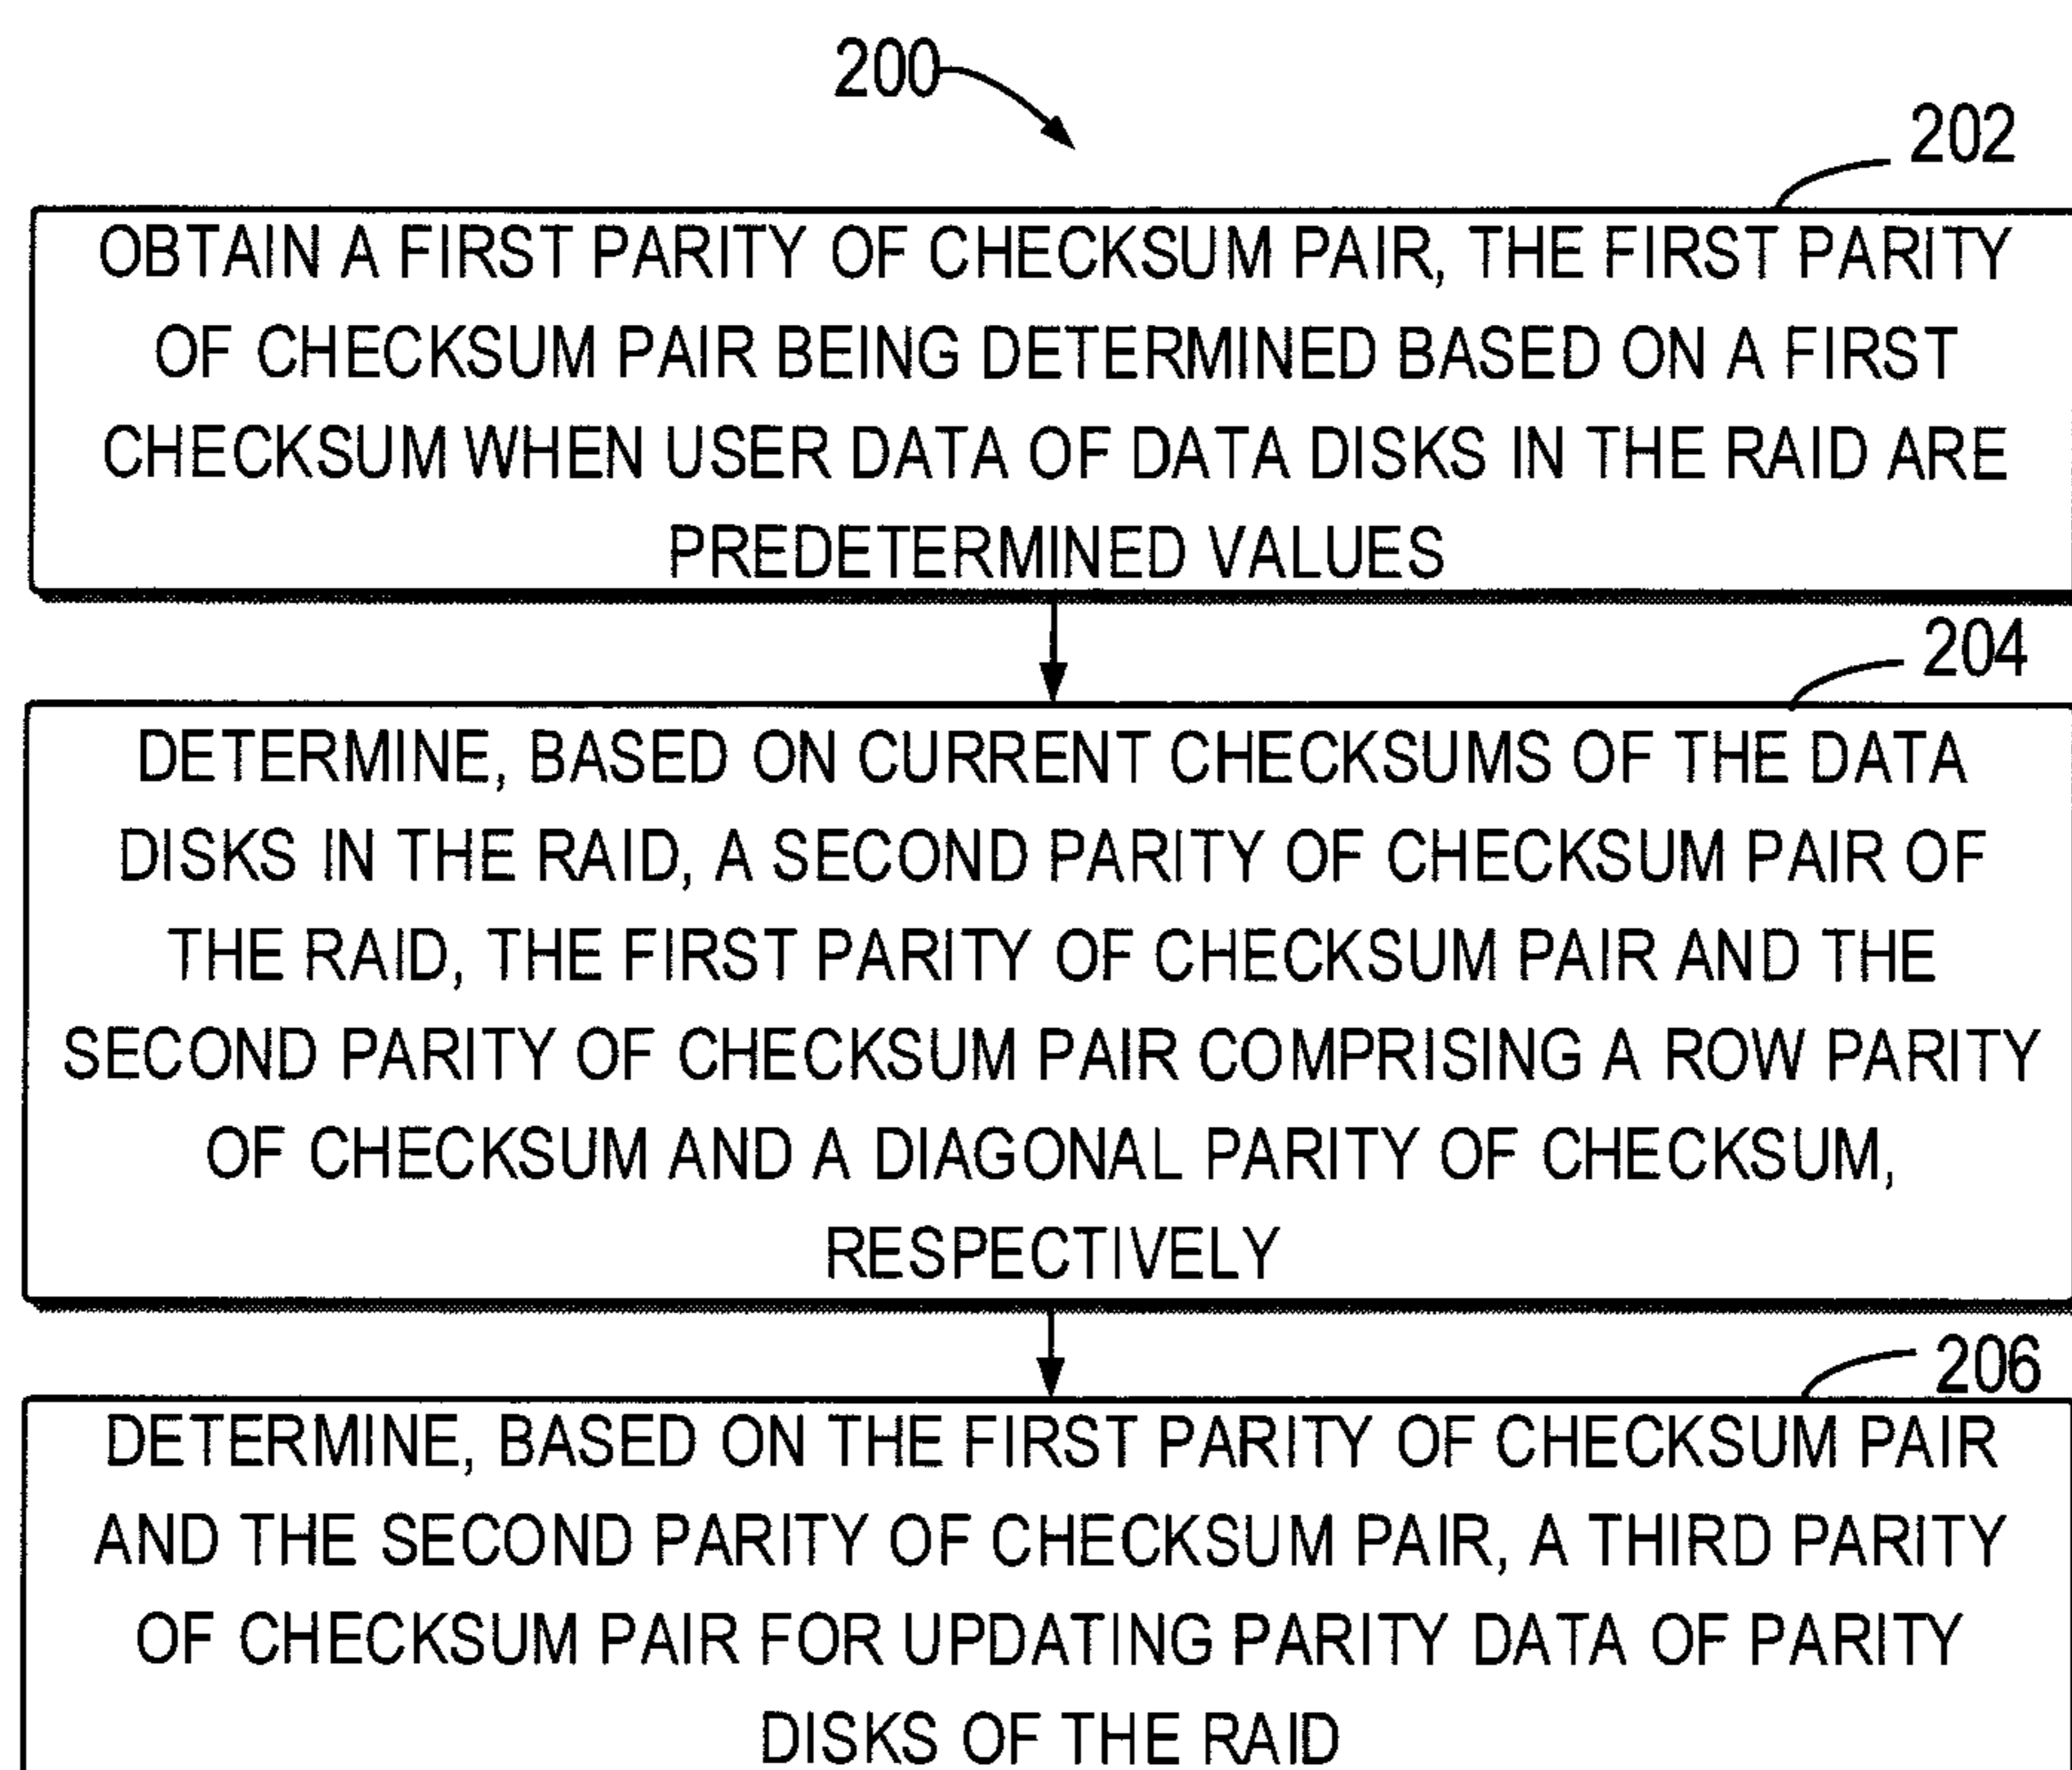 200
202
OBTAIN A FIRST PARITY OF CHECKSUM PAIR, THE FIRST PARITY
OF CHECKSUM PAIR BEING DETERMINED BASED ON A FIRST
CHECKSUM WHEN USER DATA OF DATA DISKS IN THE RAID ARE
PREDETERMINED VALUES
204
DETERMINE, BASED ON CURRENT CHECKSUMS OF THE DATA
DISKS IN THE RAID, A SECOND PARITY OF CHECKSUM PAIR OF
THE RAID, THE FIRST PARITY OF CHECKSUM PAIR AND THE
SECOND PARITY OF CHECKSUM PAIR COMPRISING A ROW PARITY
OF CHECKSUM AND A DIAGONAL PARITY OF CHECKSUM,
RESPECTIVELY
206
DETERMINE, BASED ON THE FIRST PARITY OF CHECKSUM PAIR
AND THE SECOND PARITY OF CHECKSUM PAIR, A THIRD PARITY
OF CHECKSUM PAIR FOR UPDATING PARITY DATA OF PARITY
DISKS OF THE RAID